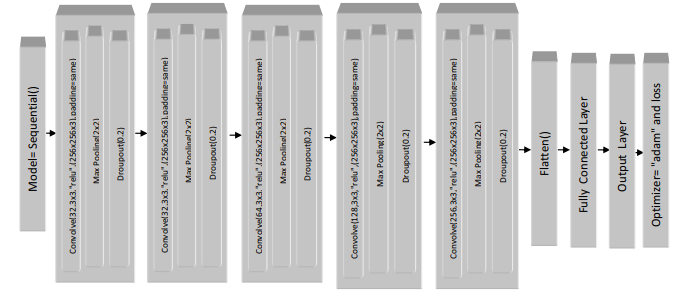 Model= Sequential()
Convolve(32,3x3,"relu",(256x256x3),padding=same)
Max Pooling(2x2)
Droupout(0.2)
Convolve(32,3x3,"relu",(256x256x3),padding=same)
Max Pooling(2x2)
Droupout(0.2)
Convolve(64,3x3,"relu",(256x256x3),padding=same)
Max Pooling(2x2)
Droupout(0.2)
Convolve(128,3x3,"relu",(256x256x3),padding=same)
Max Pooling(2x2)
Droupout(0.2)
Convolve(256,3x3,"relu",(256x256x3),padding=same)
Max Pooling(2x2)
Droupout(0.2)
Flatten()
Fully Connected Layer
Output Layer
Optimizer= "adam" and loss